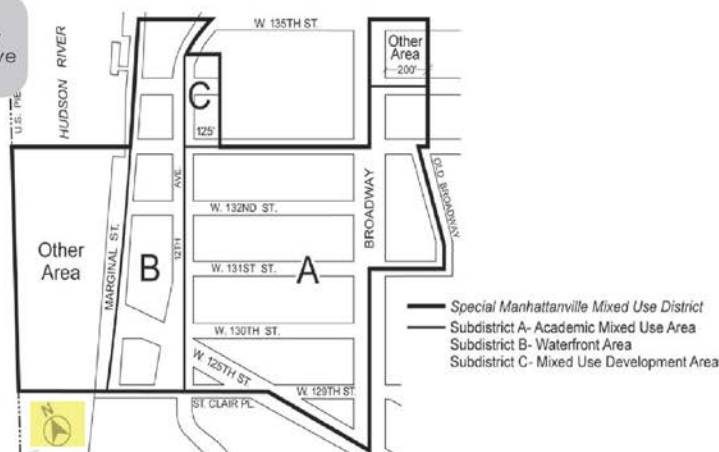 W. 135TH ST.
Other
Area
200'
HUDSON RIVER
U.S. PIE
C
125'
AVE.
12TH
BROADWAY
OLD BROADWAY
W. 132ND ST.
Other
Area
MARGINAL ST.
B
W. 131ST ST.
A
Special Manhattanville Mixed Use District
Subdistrict A- Academic Mixed Use Area
Subdistrict B- Waterfront Area
Subdistrict C- Mixed Use Development Area
W. 130TH ST.
W. 125TH ST.
W. 129TH ST.
ST. CLAIR PL.
N